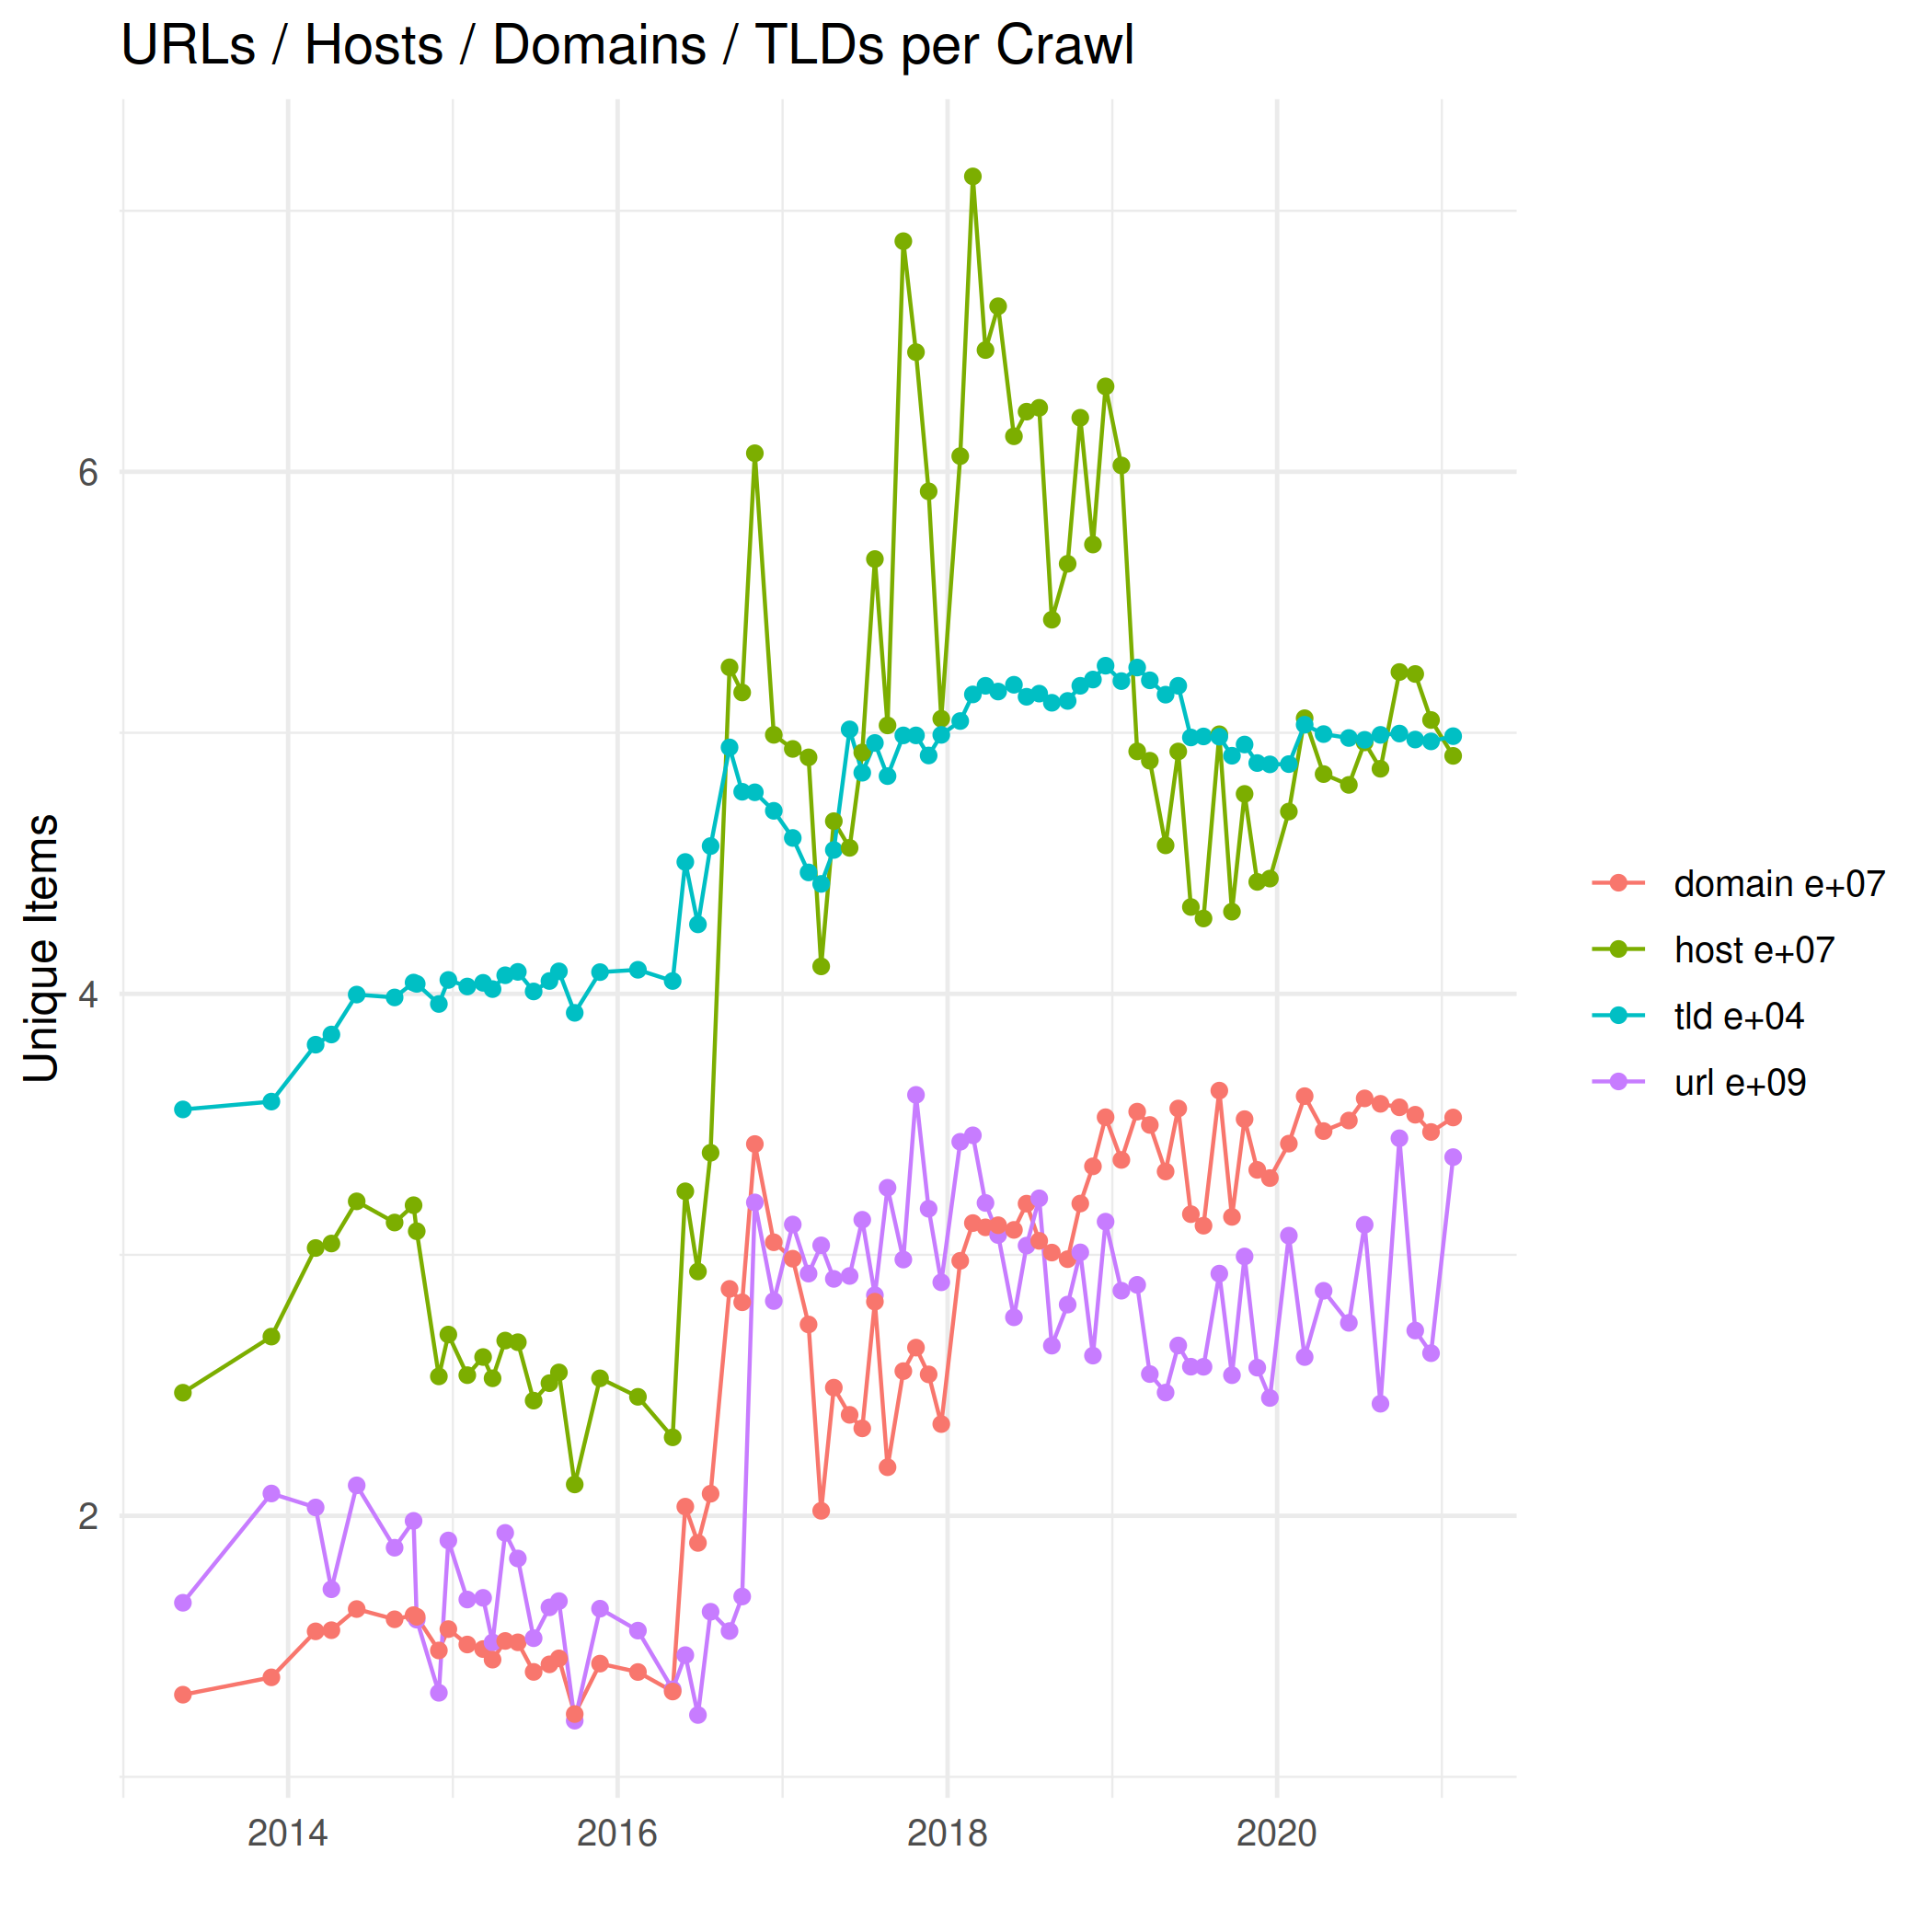 URLs / Hosts / Domains / TLDs per Crawl
Unique Items
6
4
2
2014
2016
2018
2020
domain e+07
host e+07
tld e+04
url e+09